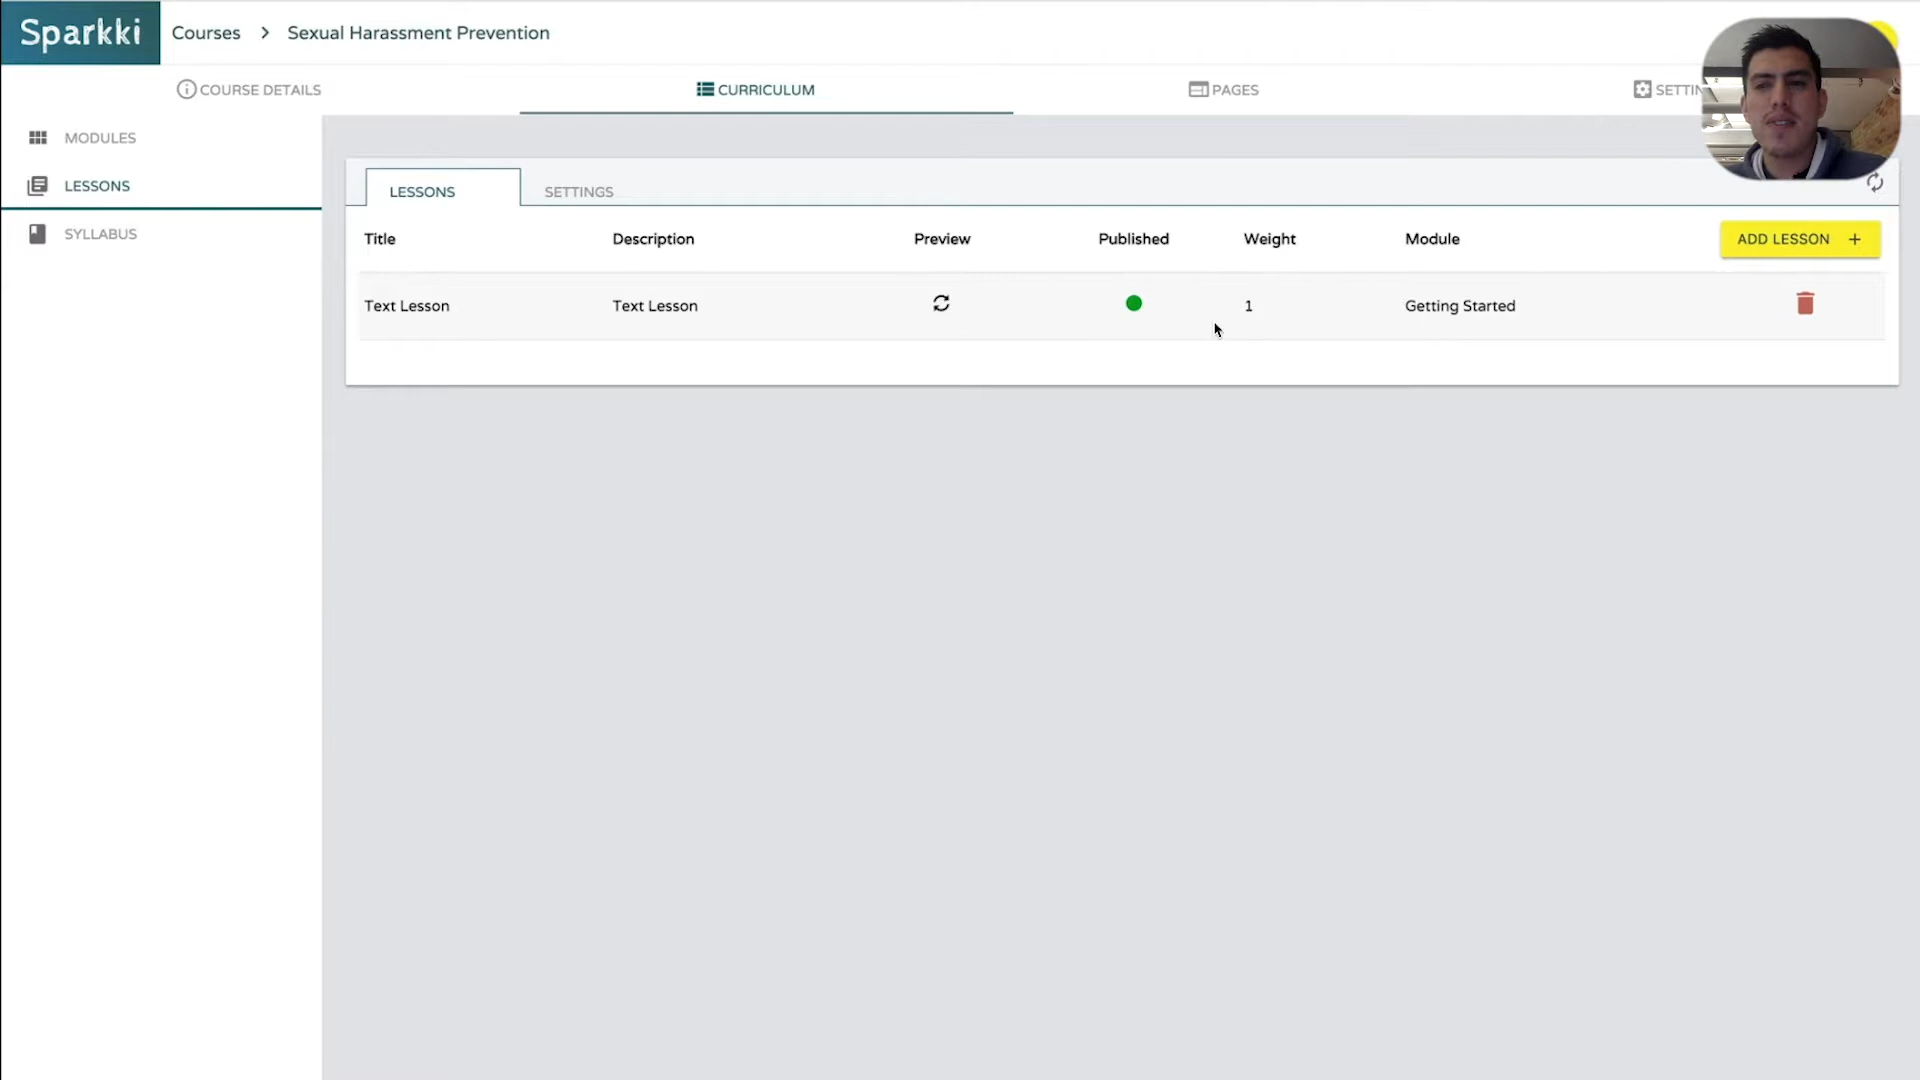 Sparkki
Courses > Sexual Harassment Prevention
COURSE DETAILS
CURRICULUM
PAGES
SETTIN
MODULES
LESSONS
SYLLABUS
LESSONS
SETTINGS
Title Description Preview Published Weight Module
ADD LESSON +
Text Lesson Text Lesson 1 Getting Started